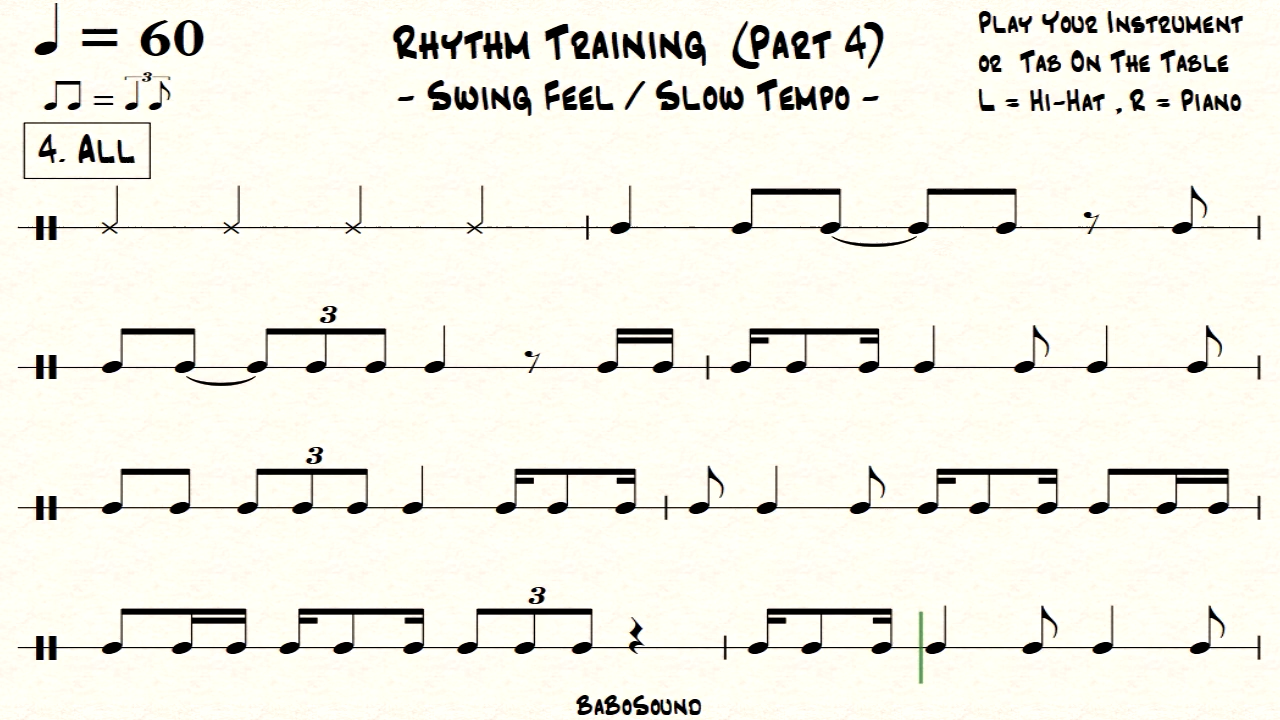 = 60
Rhythm Training (Part 4)
Play Your Instrument
= 3
- Swing Feel / Slow Tempo -
or Tab On The Table
L = Hi-Hat , R = Piano
4. All
3
3
3
BaBoSound